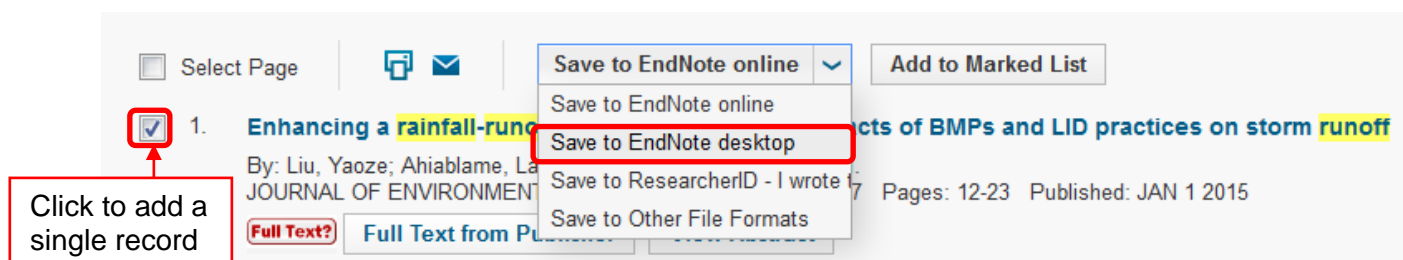 Select Page
Save to EndNote online
Add to Marked List
Save to EndNote online
Save to EndNote desktop
Save to ResearcherID - I wrote
Save to Other File Formats
1. Enhancing a rainfall-runo cts of BMPs and LID practices on storm runoff
By: Liu, Yaoze; Ahiablame, La
JOURNAL OF ENVIRONMENT 7 Pages: 12-23 Published: JAN 1 2015
Full Text?
Full Text from
Click to add a
single record